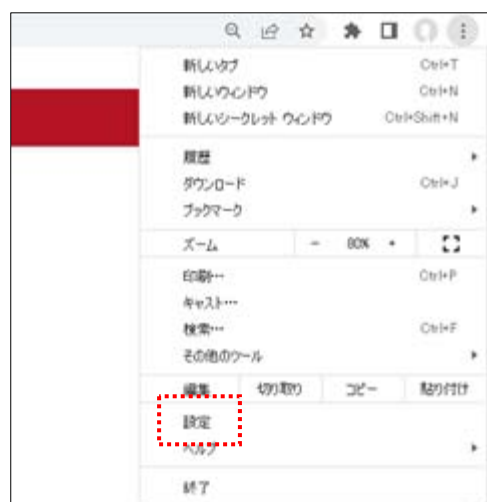 新しいタブ Ctrl+T
新しいウィンドウ Ctrl+N
新しいシークレット ウィンドウ Ctrl+Shift+N
履歴
ダウンロード Ctrl+J
ブックマーク
ズーム - 80% +
印刷… Ctrl+P
キャスト…
検索… Ctrl+F
その他のツール
編集 切り取り コピー 貼り付け
設定
ヘルプ
終了